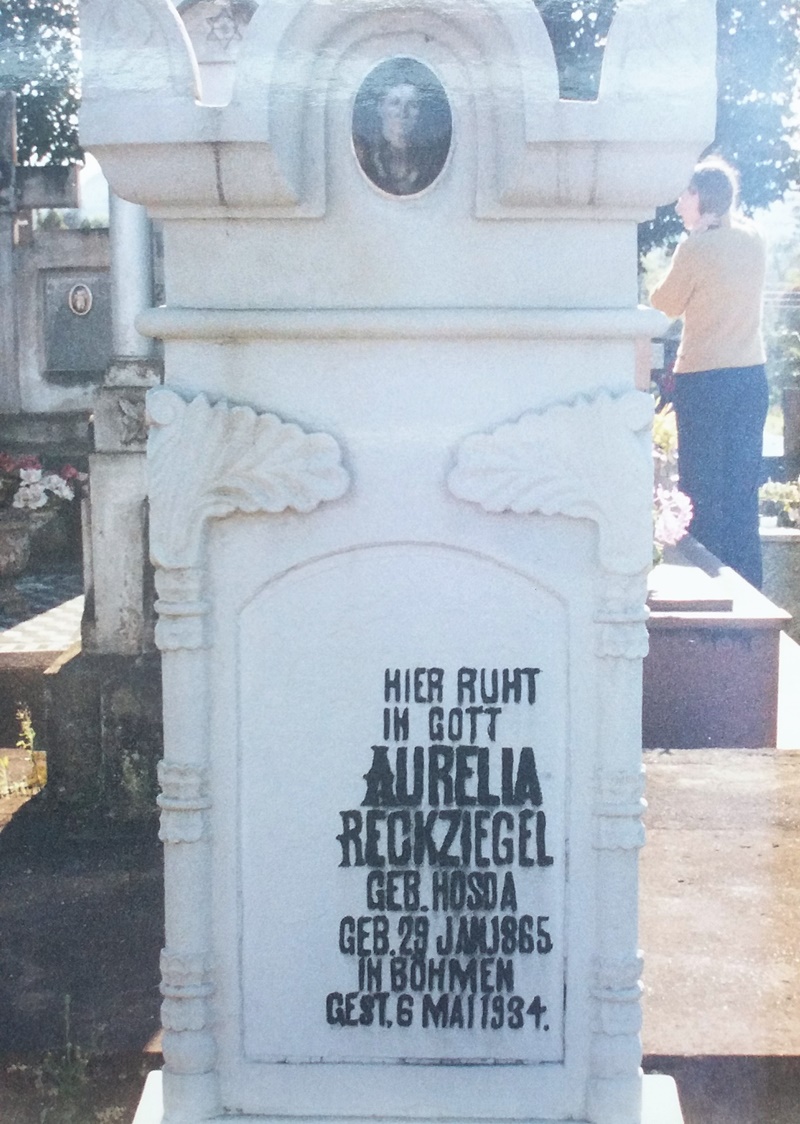 HIER RUHT
IN GOTT
AURELIA
RECKZIEGEL
GEB. HOSDA
GEB. 29 JAN. 1865
IN BÖHMEN
GEST. 6 MAI 1934.